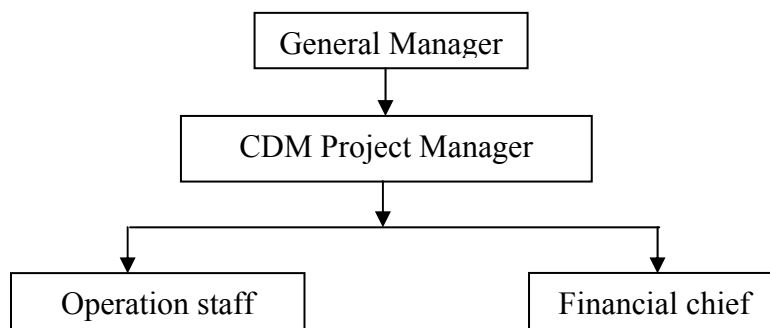 General Manager
CDM Project Manager
Operation staff
Financial chief